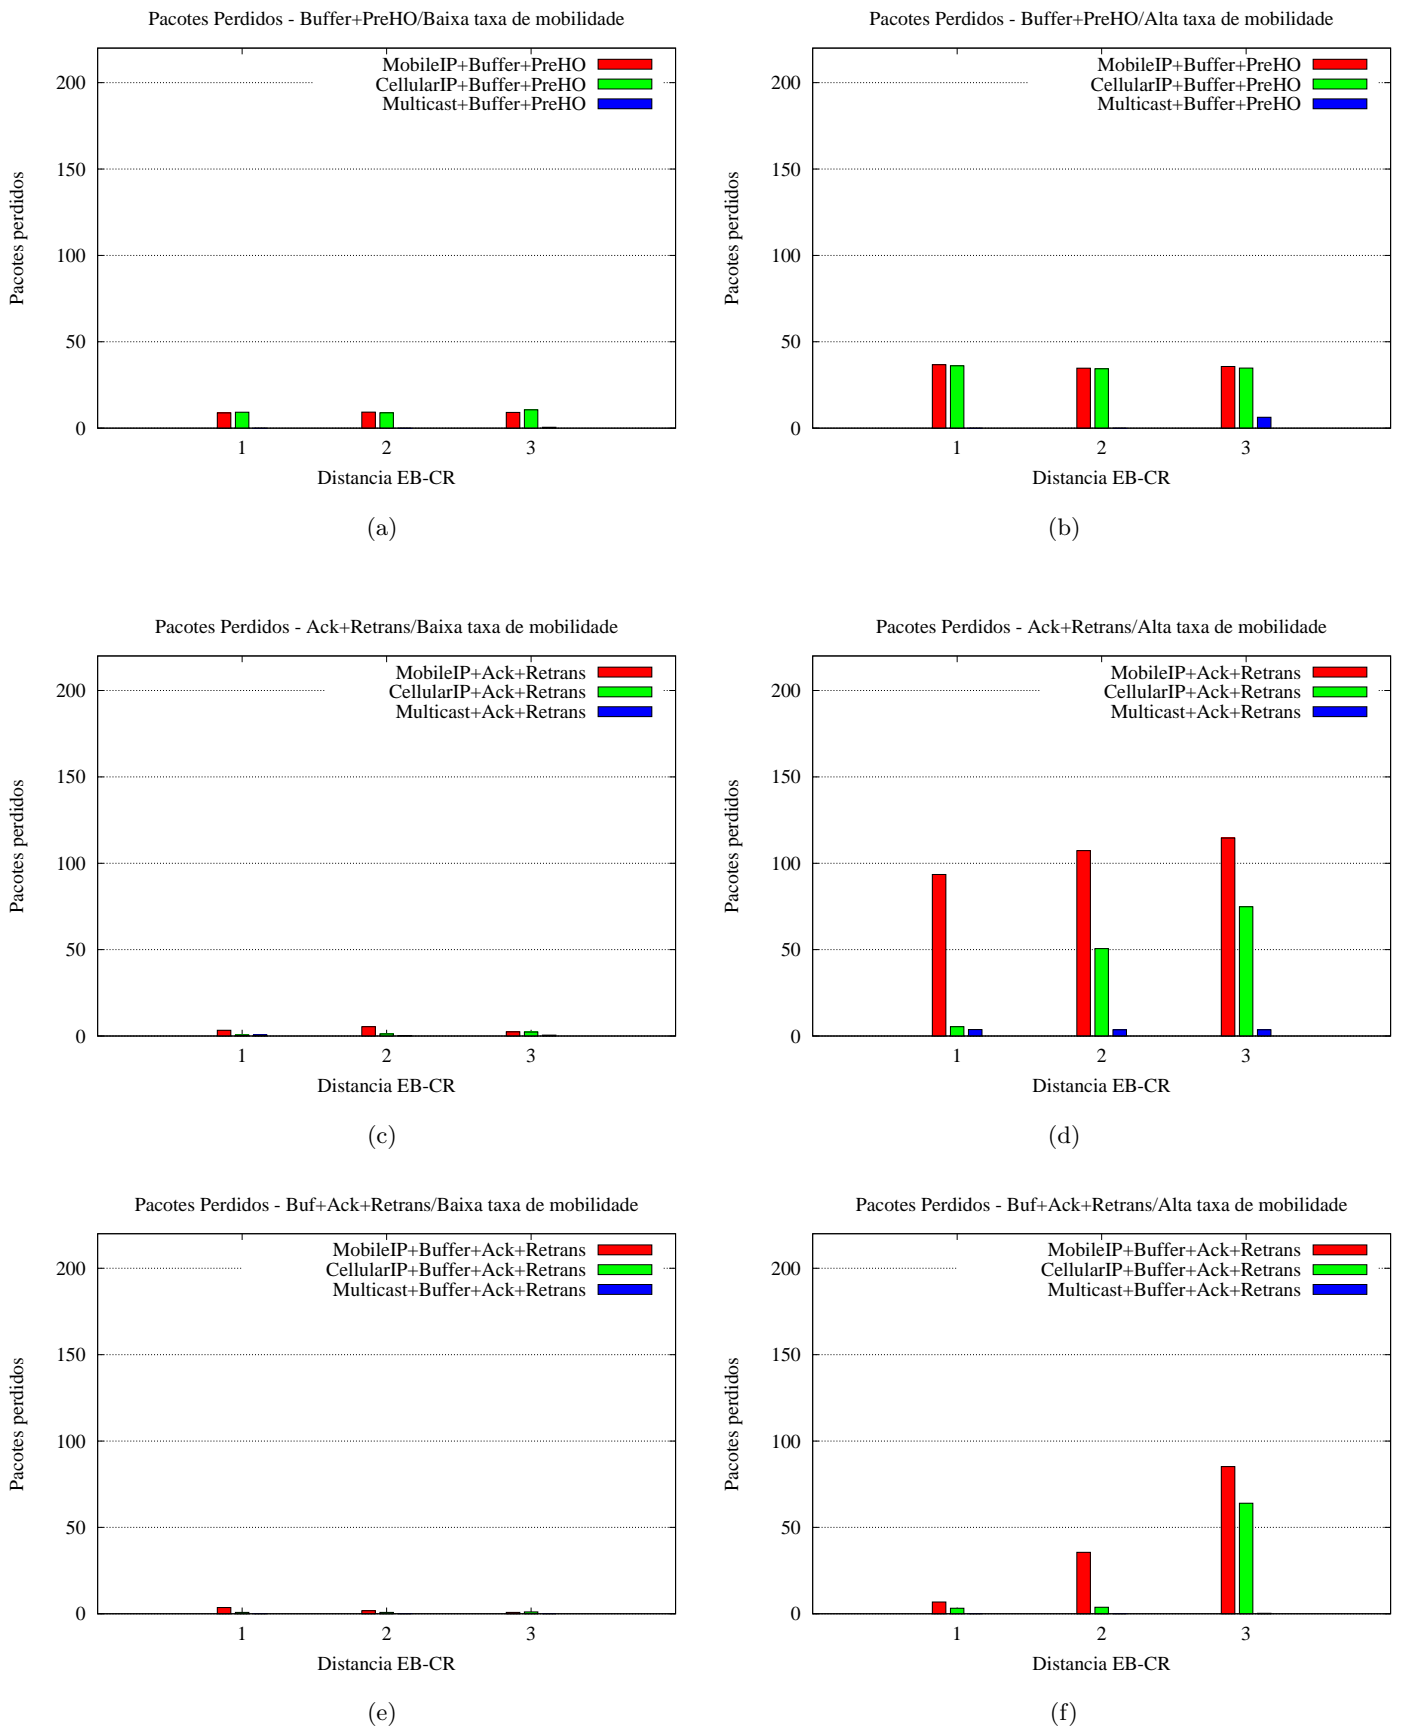 Pacotes Perdidos - Buffer+PreHO/Baixa taxa de mobilidade
MobileIP+Buffer+PreHO
CellularIP+Buffer+PreHO
Multicast+Buffer+PreHO
200
150
100
50
0
Pacotes perdidos
1 2 3
Distancia EB-CR
(a)
Pacotes Perdidos - Buffer+PreHO/Alta taxa de mobilidade
MobileIP+Buffer+PreHO
CellularIP+Buffer+PreHO
Multicast+Buffer+PreHO
200
150
100
50
0
Pacotes perdidos
1 2 3
Distancia EB-CR
(b)
Pacotes Perdidos - Ack+Retrans/Baixa taxa de mobilidade
MobileIP+Ack+Retrans
CellularIP+Ack+Retrans
Multicast+Ack+Retrans
200
150
100
50
0
Pacotes perdidos
1 2 3
Distancia EB-CR
(c)
Pacotes Perdidos - Ack+Retrans/Alta taxa de mobilidade
MobileIP+Ack+Retrans
CellularIP+Ack+Retrans
Multicast+Ack+Retrans
200
150
100
50
0
Pacotes perdidos
1 2 3
Distancia EB-CR
(d)
Pacotes Perdidos - Buf+Ack+Retrans/Baixa taxa de mobilidade
MobileIP+Buffer+Ack+Retrans
CellularIP+Buffer+Ack+Retrans
Multicast+Buffer+Ack+Retrans
200
150
100
50
0
Pacotes perdidos
1 2 3
Distancia EB-CR
(e)
Pacotes Perdidos - Buf+Ack+Retrans/Alta taxa de mobilidade
MobileIP+Buffer+Ack+Retrans
CellularIP+Buffer+Ack+Retrans
Multicast+Buffer+Ack+Retrans
200
150
100
50
0
Pacotes perdidos
1 2 3
Distancia EB-CR
(f)